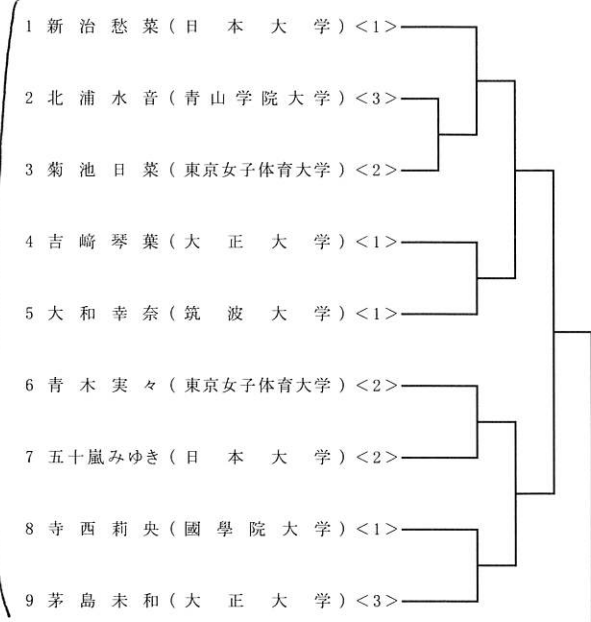 1 新治愁菜(日本大学)<1>
2 北浦水音(青山学院大学)<3>
3 菊池日菜(東京女子体育大学)<2>
4 吉﨑琴葉(大正大学)<1>
5 大和幸奈(筑波大学)<1>
6 青木実々(東京女子体育大学)<2>
7 五十嵐みゆき(日本大学)<2>
8 寺西莉央(國學院大学)<1>
9 茅島未和(大正大学)<3>